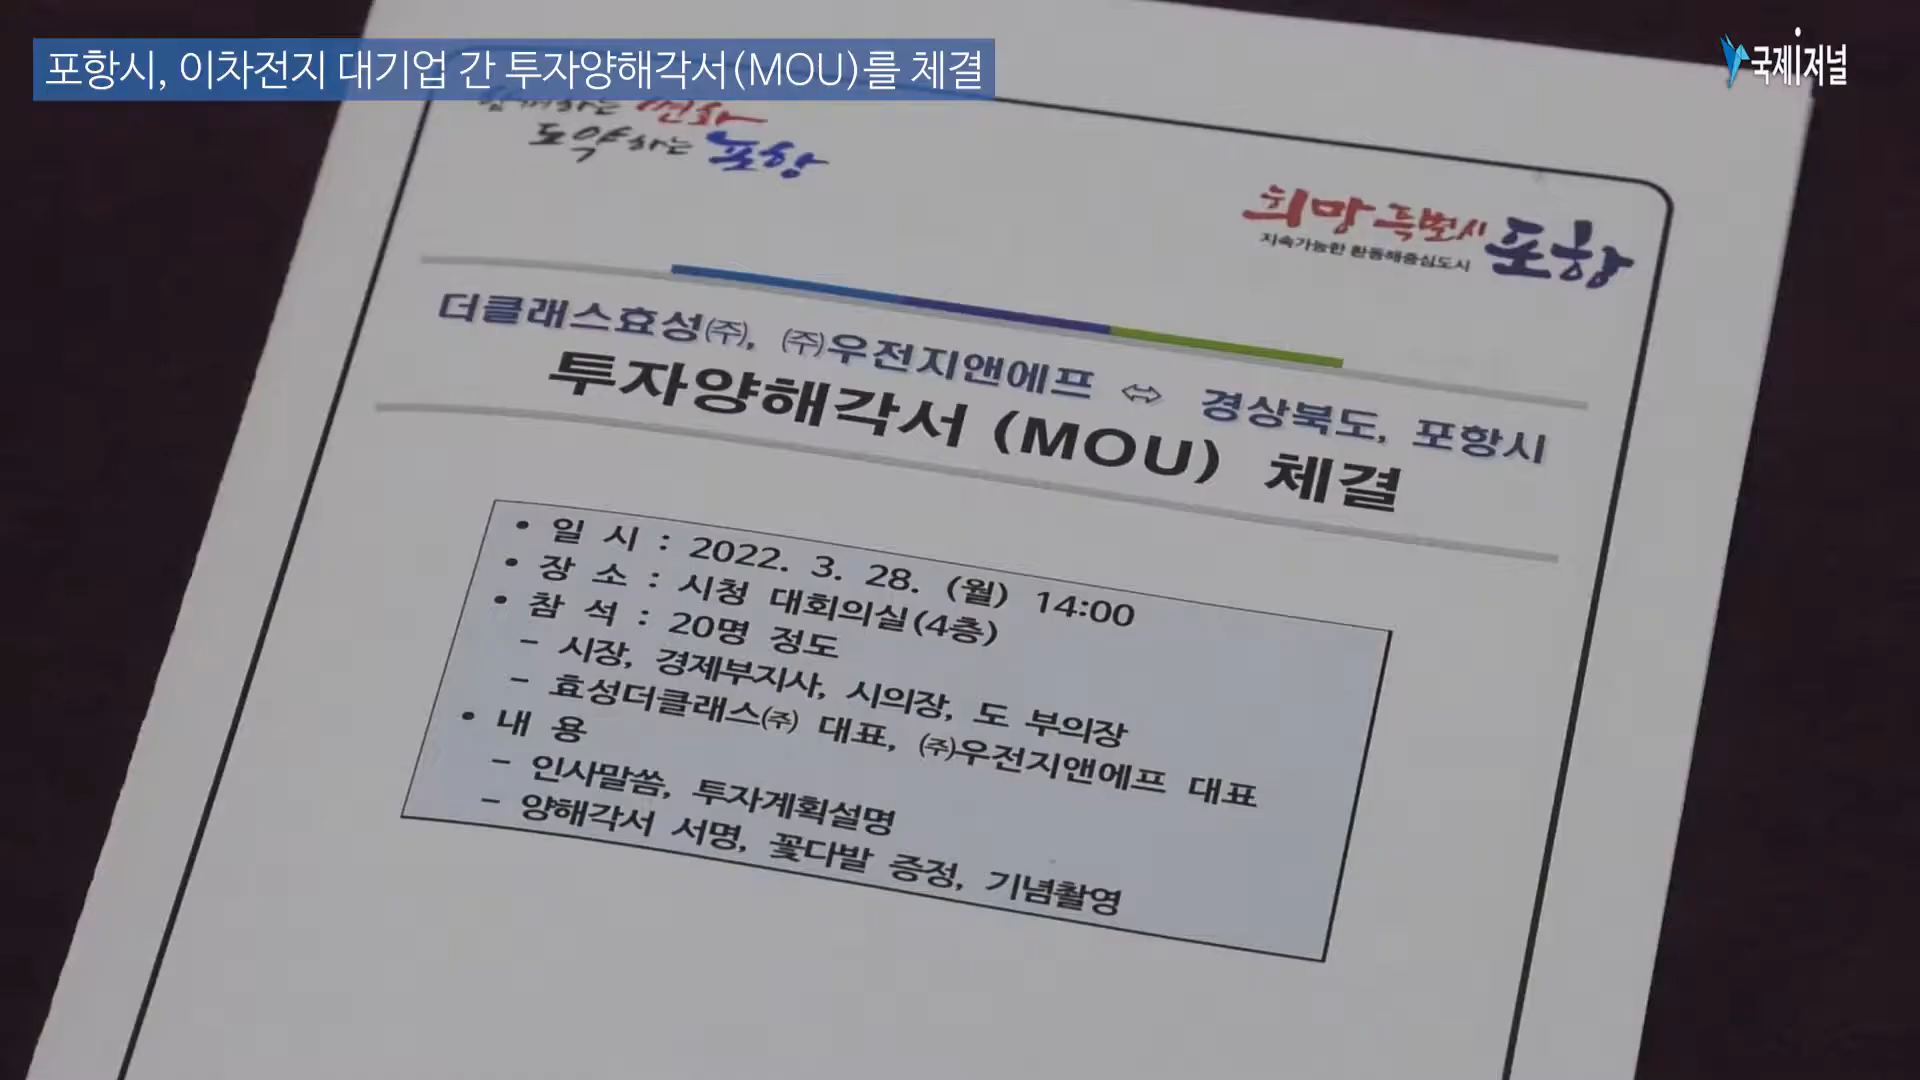 포항시, 이차전지 대기업 간 투자양해각서(MOU)를 체결
국제i저널
함께하는 변화
도약하는 포항
희망특별시 포항
지속가능한 환동해중심도시
더클래스효성㈜, ㈜우전지앤에프 ⇔ 경상북도, 포항시
투자양해각서 (MOU) 체결
• 일 시 : 2022. 3. 28. (월) 14:00
• 장 소 : 시청 대회의실(4층)
• 참 석 : 20명 정도
- 시장, 경제부지사, 시의장, 도 부의장
- 효성더클래스㈜ 대표, ㈜우전지앤에프 대표
• 내 용
- 인사말씀, 투자계획설명
- 양해각서 서명, 꽃다발 증정, 기념촬영